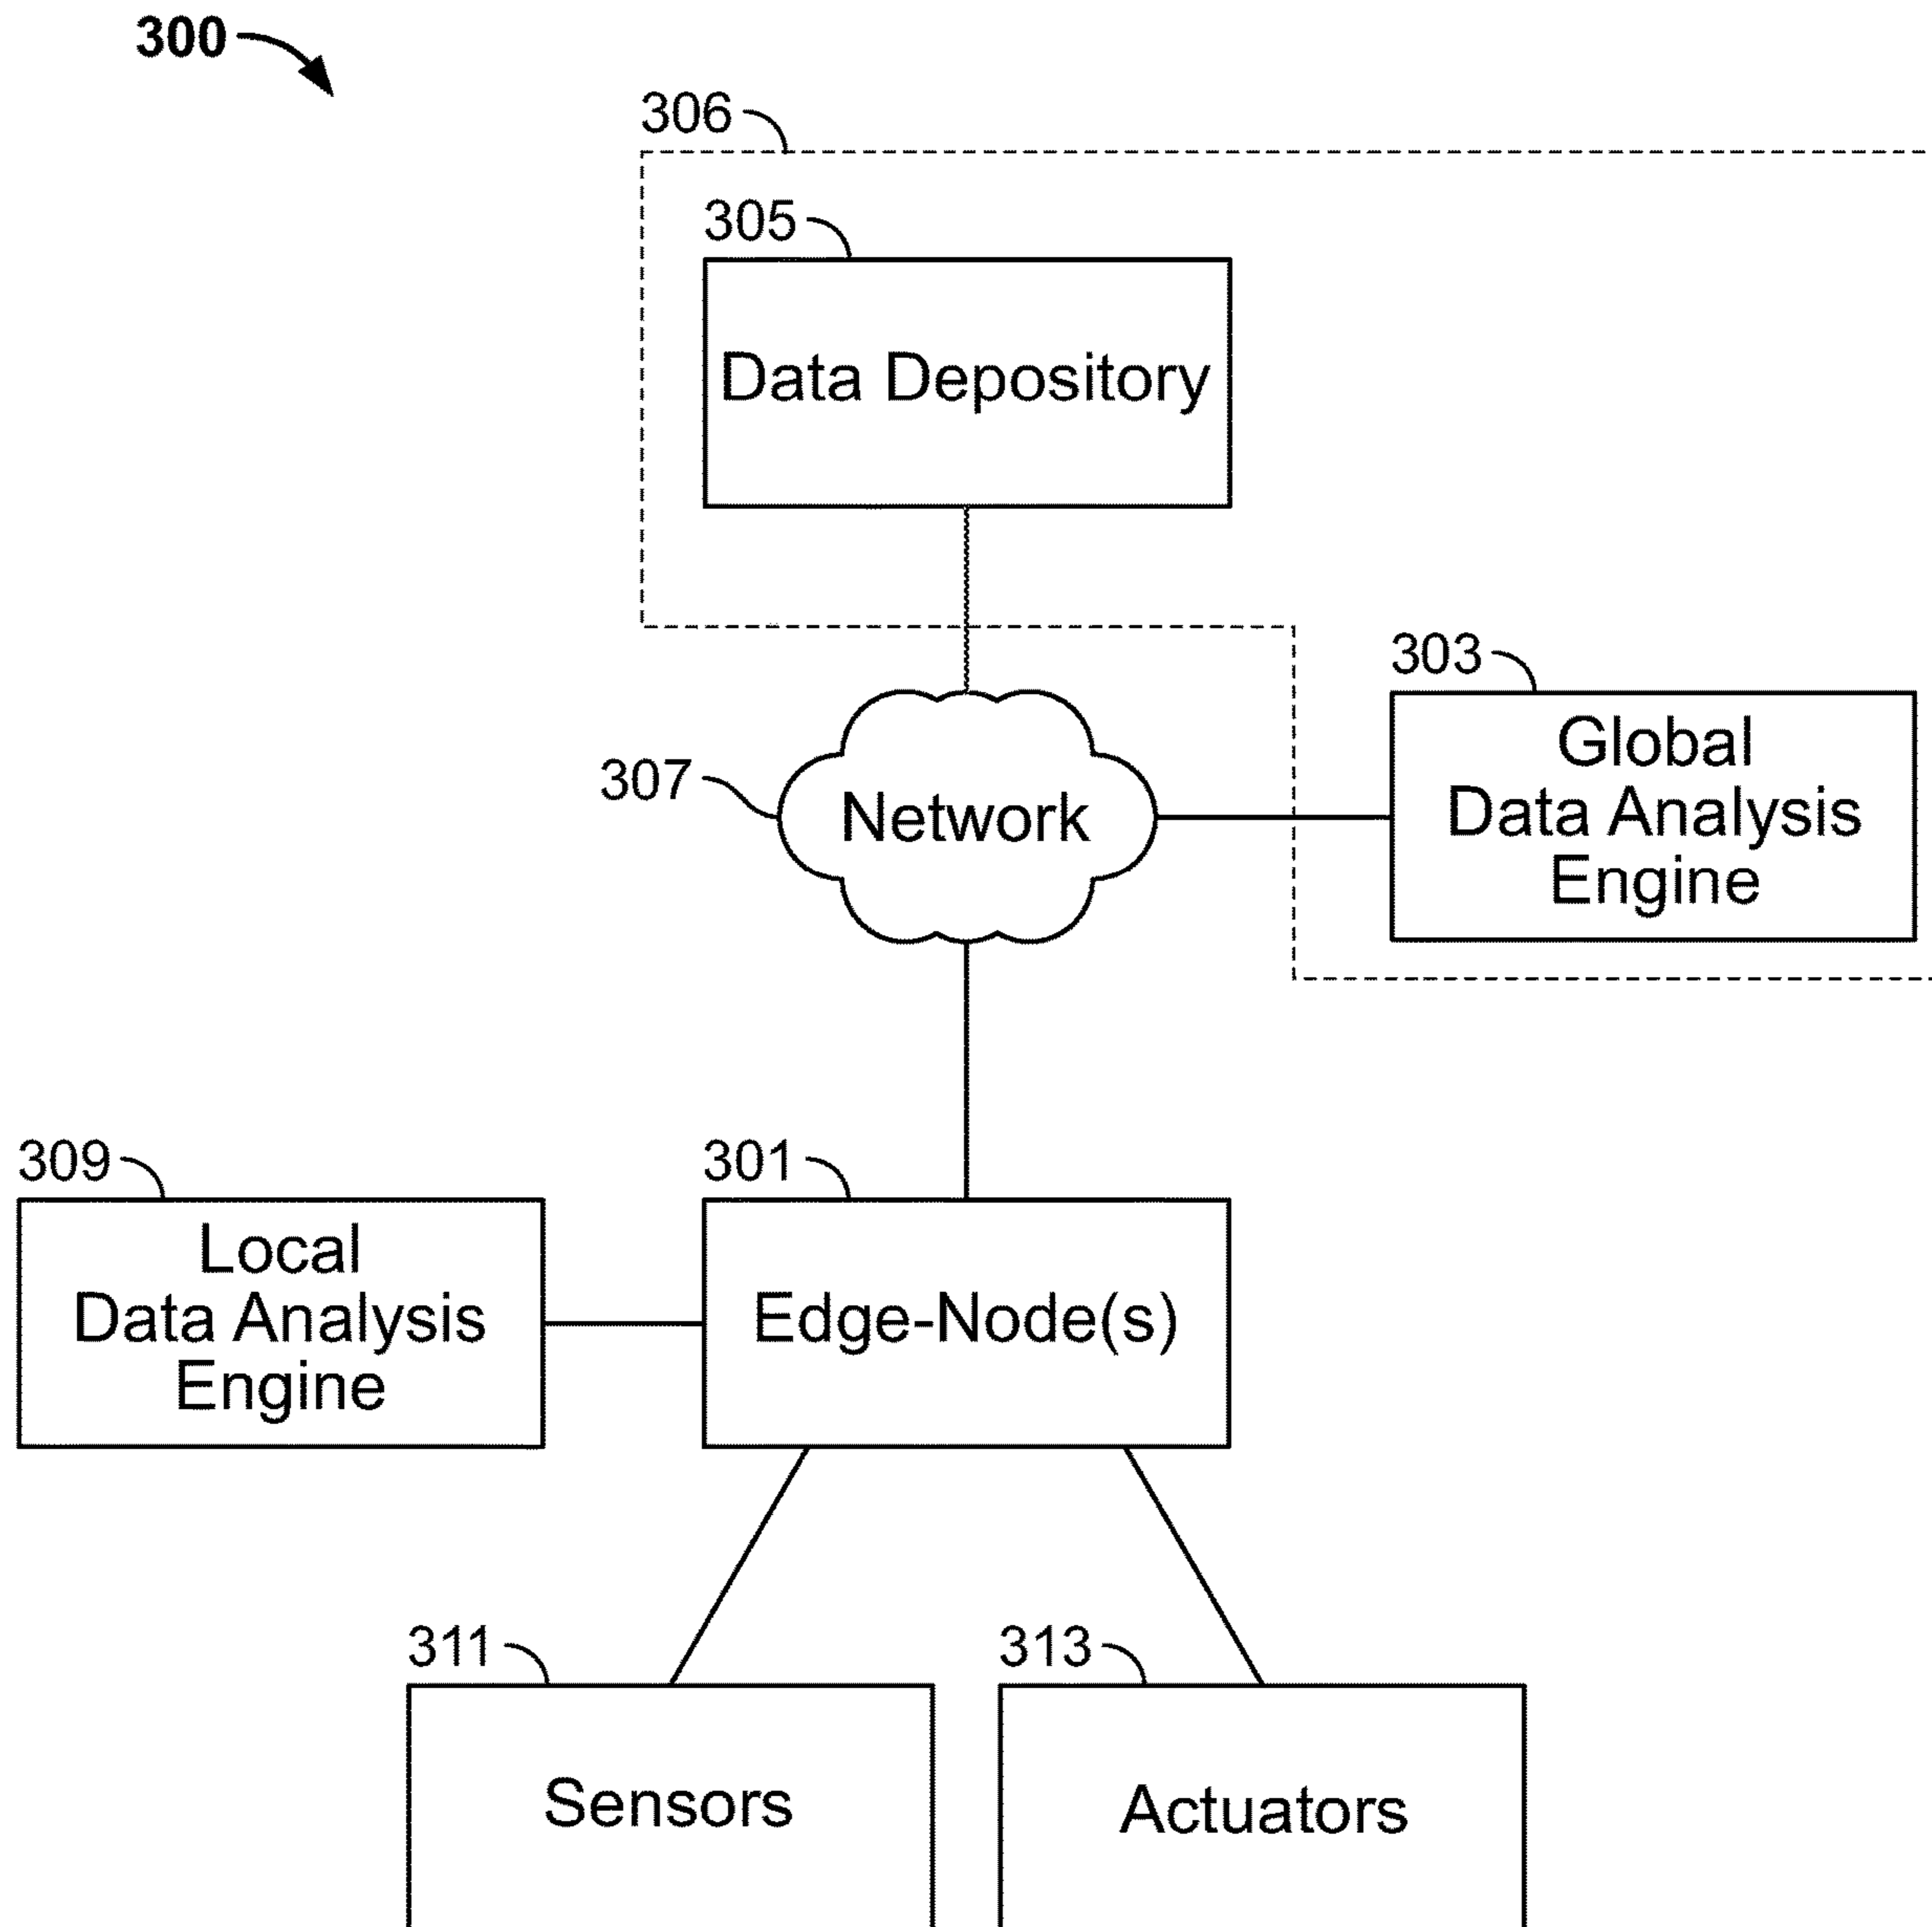 300
306
305
Data Depository
303
Global
Data Analysis
Engine
307
Network
309
Local
Data Analysis
Engine
301
Edge-Node(s)
311
Sensors
313
Actuators